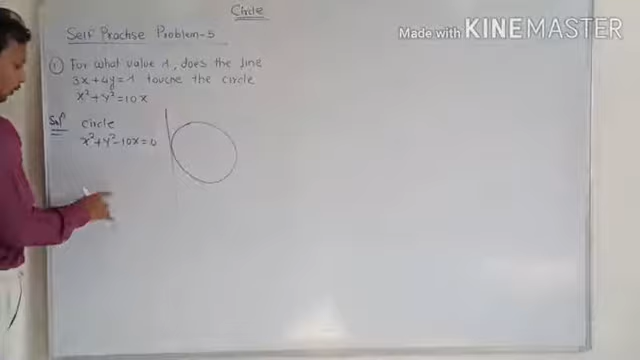 Circle
Made with KINEMASTER
Self Practise Problem-5
1. For what value λ, does the line
3x+4y=λ touche the circle
x²+y²=10x
Solⁿ circle
x²+y²-10x=0